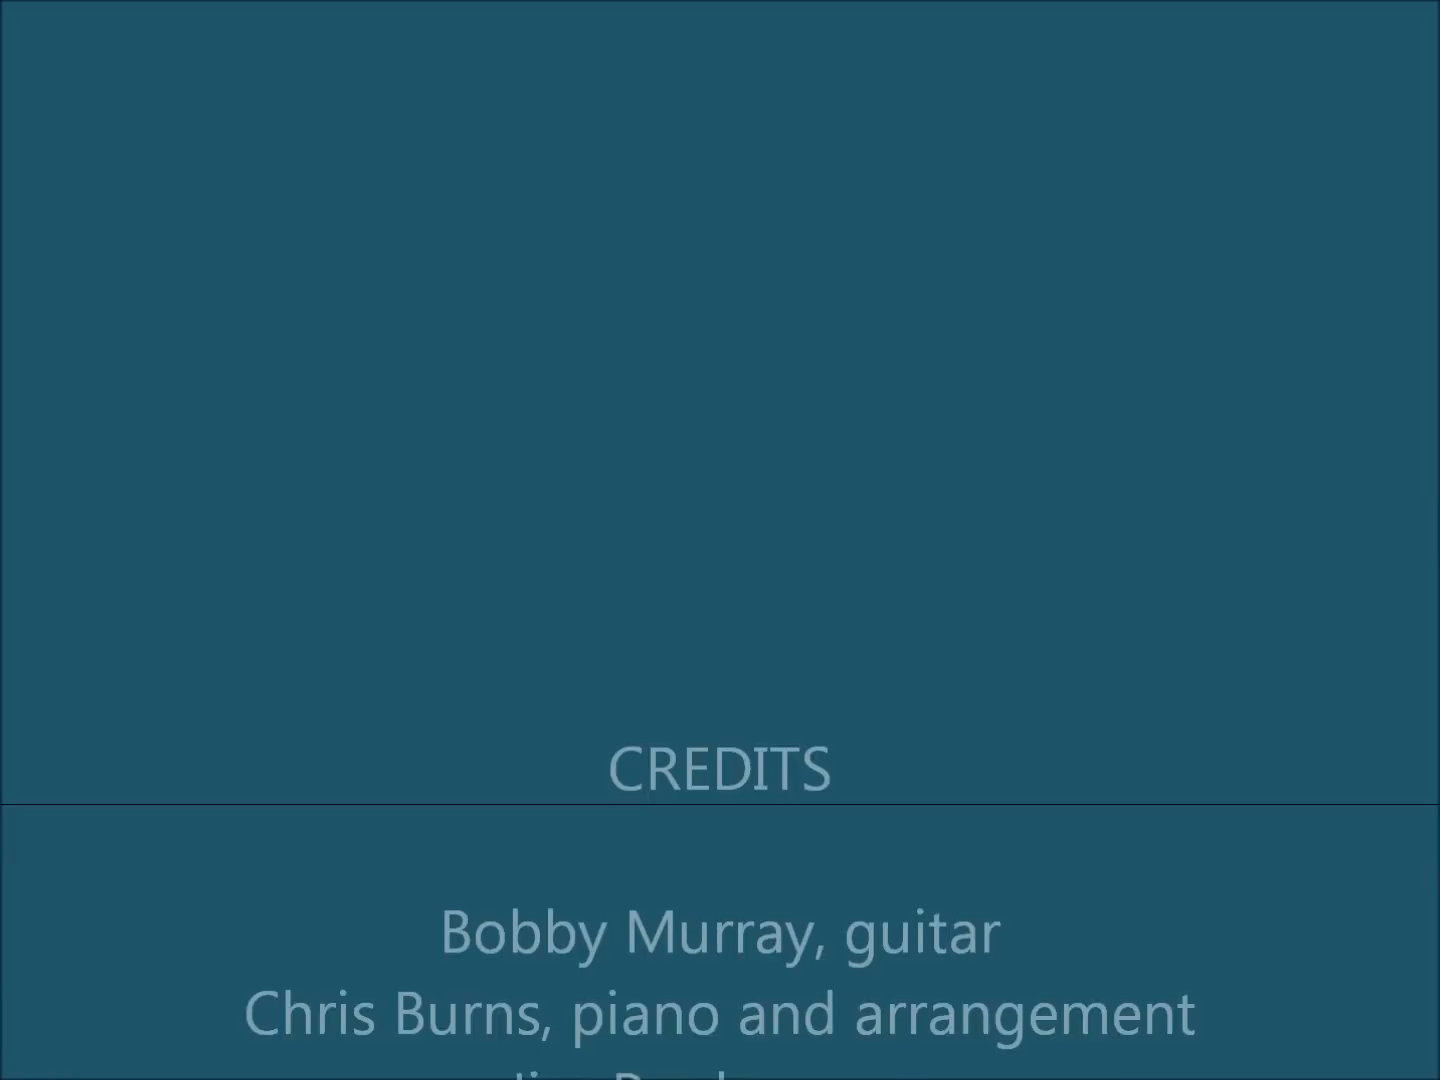 CREDITS
Bobby Murray, guitar
Chris Burns, piano and arrangement